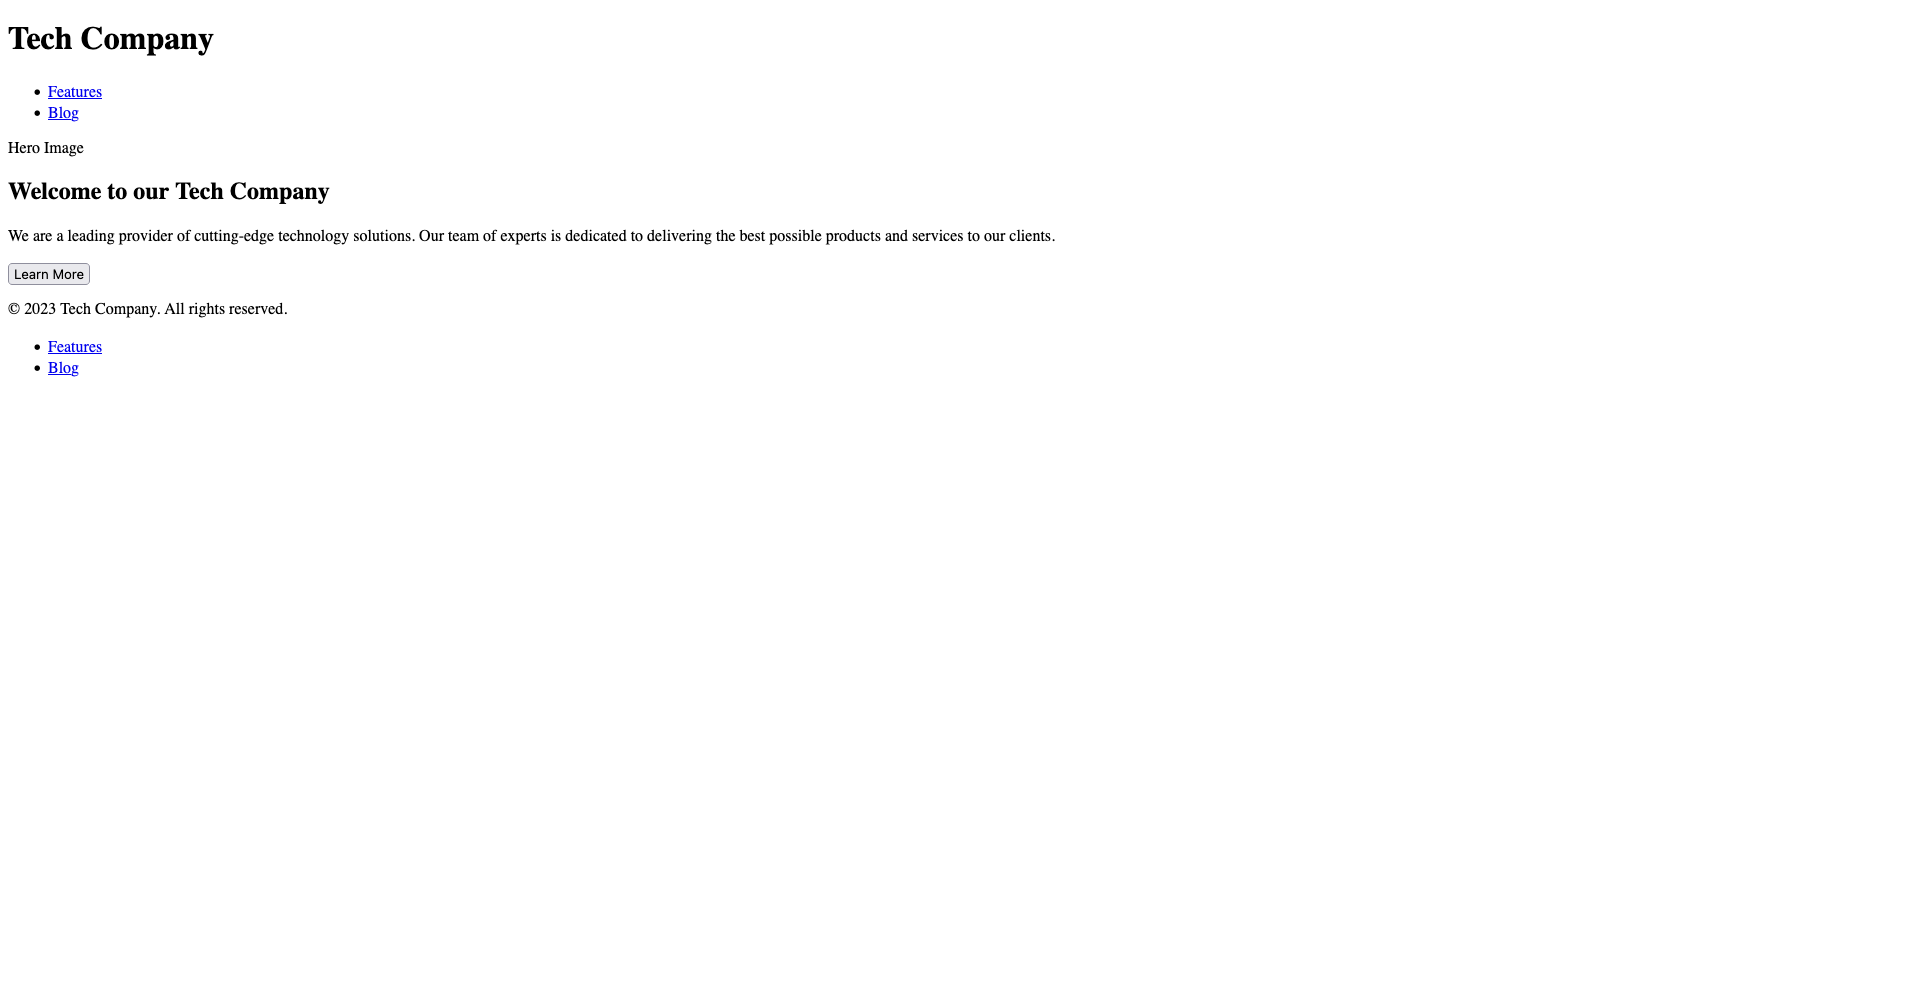 Tech Company
Features
Blog
Hero Image
Welcome to our Tech Company
We are a leading provider of cutting-edge technology solutions. Our team of experts is dedicated to delivering the best possible products and services to our clients.
Learn More
© 2023 Tech Company. All rights reserved.
Features
Blog